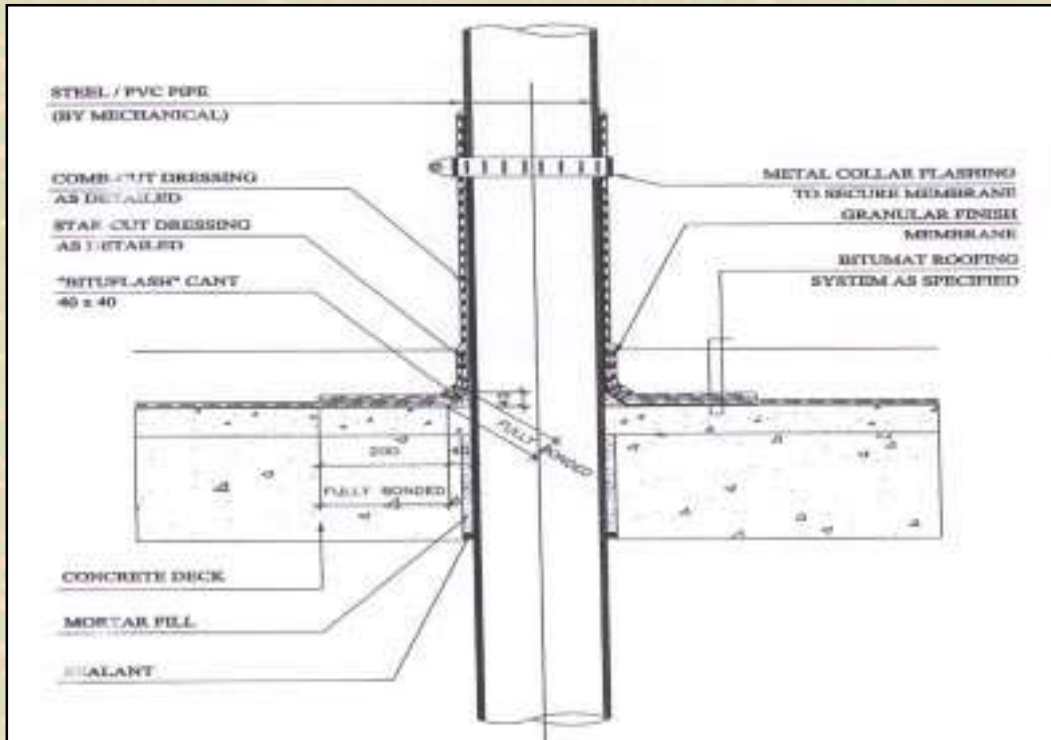 STEEL / PVC PIPE
(BY MECHANICAL)
COMB-CUT DRESSING
AS DETAILED
STAR-CUT DRESSING
AS DETAILED
"BITUFLASH" CANT
40 x 40
METAL COLLAR FLASHING
TO SECURE MEMBRANE
GRANULAR FINISH
MEMBRANE
BITUMAT ROOFING
SYSTEM AS SPECIFIED
FULLY BONDED
200
40
FULLY BONDED
CONCRETE DECK
MORTAR FILL
SEALANT